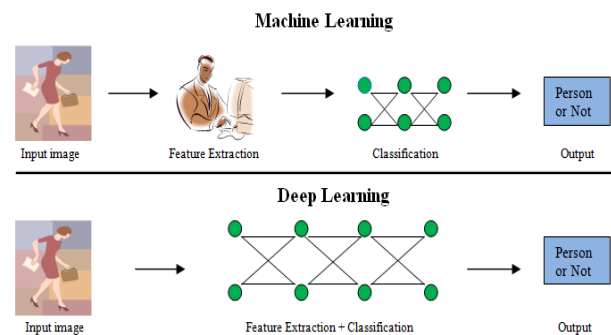 Machine Learning
Person
or Not
Input image
Feature Extraction
Classification
Output
Deep Learning
Person
or Not
Input image
Feature Extraction + Classification
Output